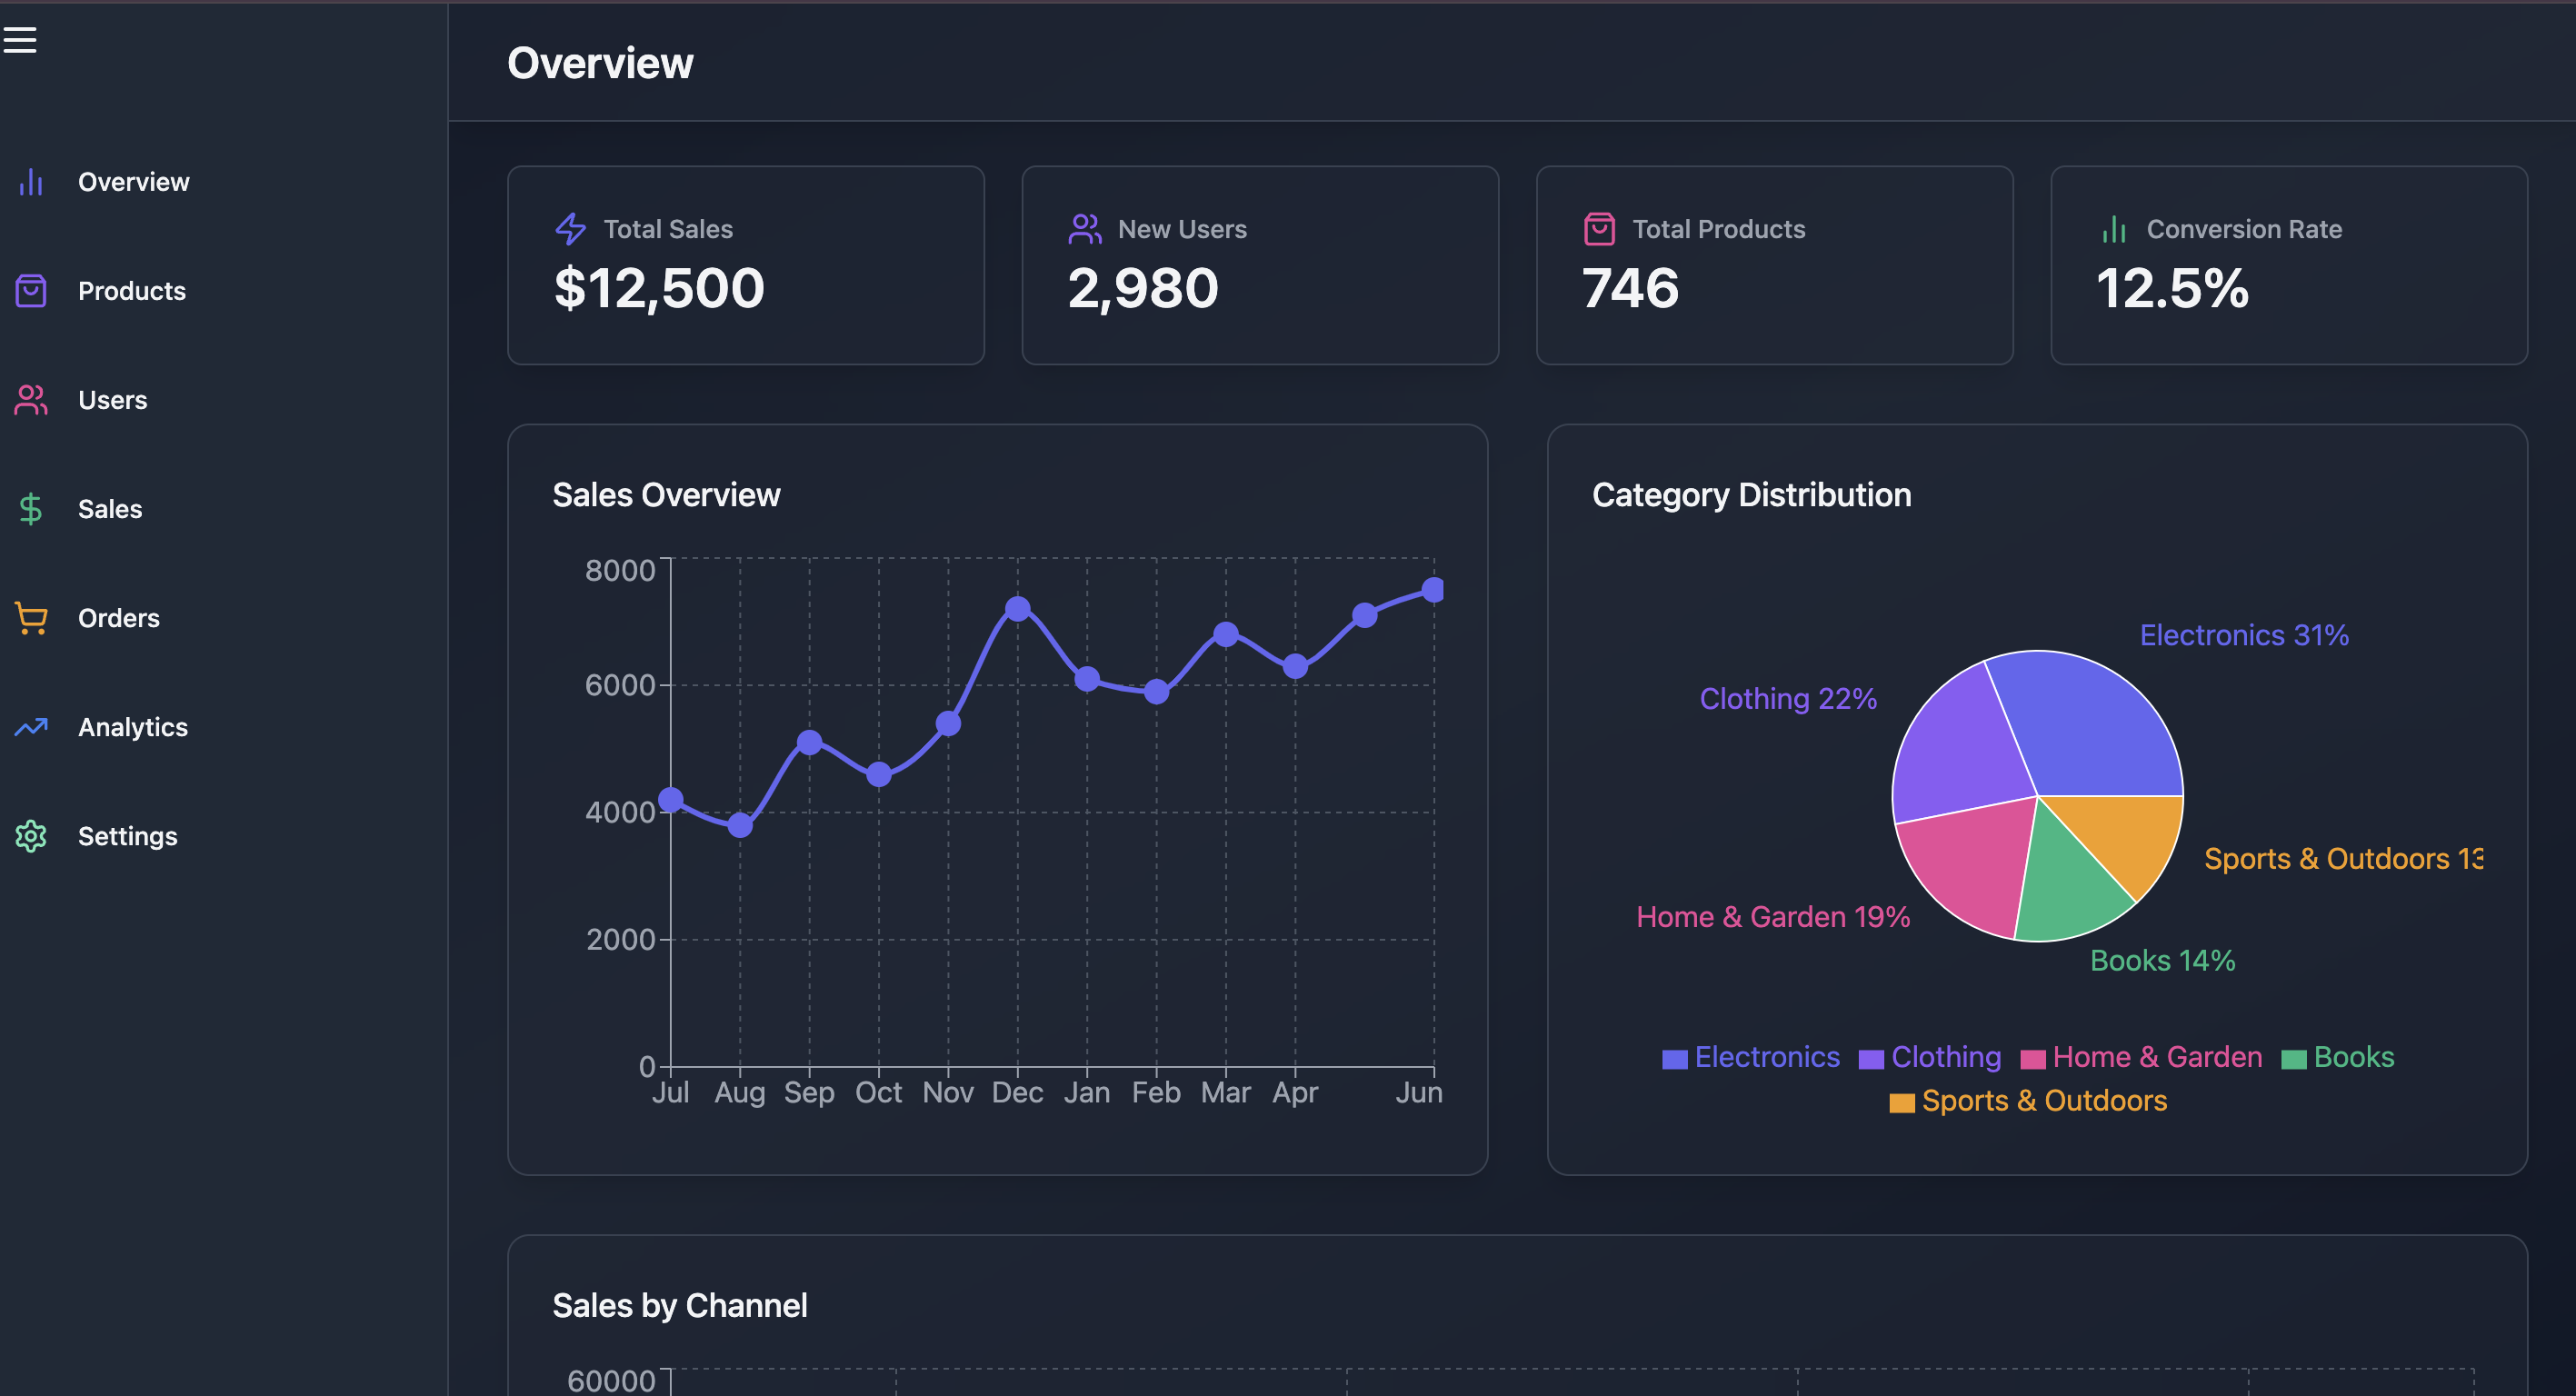 Overview
Overview
Products
Users
Sales
Orders
Analytics
Settings
Total Sales
$12,500
New Users
2,980
Total Products
746
Conversion Rate
12.5%
Sales Overview
8000
6000
4000
2000
0
Jul Aug Sep Oct Nov Dec Jan Feb Mar Apr Jun
Category Distribution
Electronics 31%
Clothing 22%
Sports & Outdoors 13
Home & Garden 19%
Books 14%
Electronics Clothing Home & Garden Books
Sports & Outdoors
Sales by Channel
60000